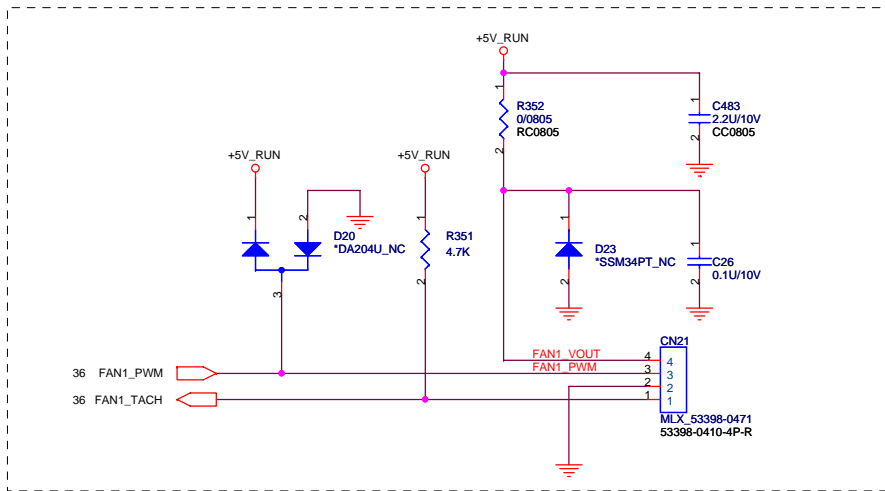 +5V_RUN
1
R352
0/0805
RC0805
2
1
C483
2.2U/10V
CC0805
2
+5V_RUN
+5V_RUN
1
2
D20
*DA204U_NC
3
1
R351
4.7K
2
1
D23
*SSM34PT_NC
2
1
C26
0.1U/10V
2
CN21
FAN1_VOUT 4 4
36 FAN1_PWM FAN1_PWM 3 3
2 2
36 FAN1_TACH 1 1
MLX_53398-0471
53398-0410-4P-R